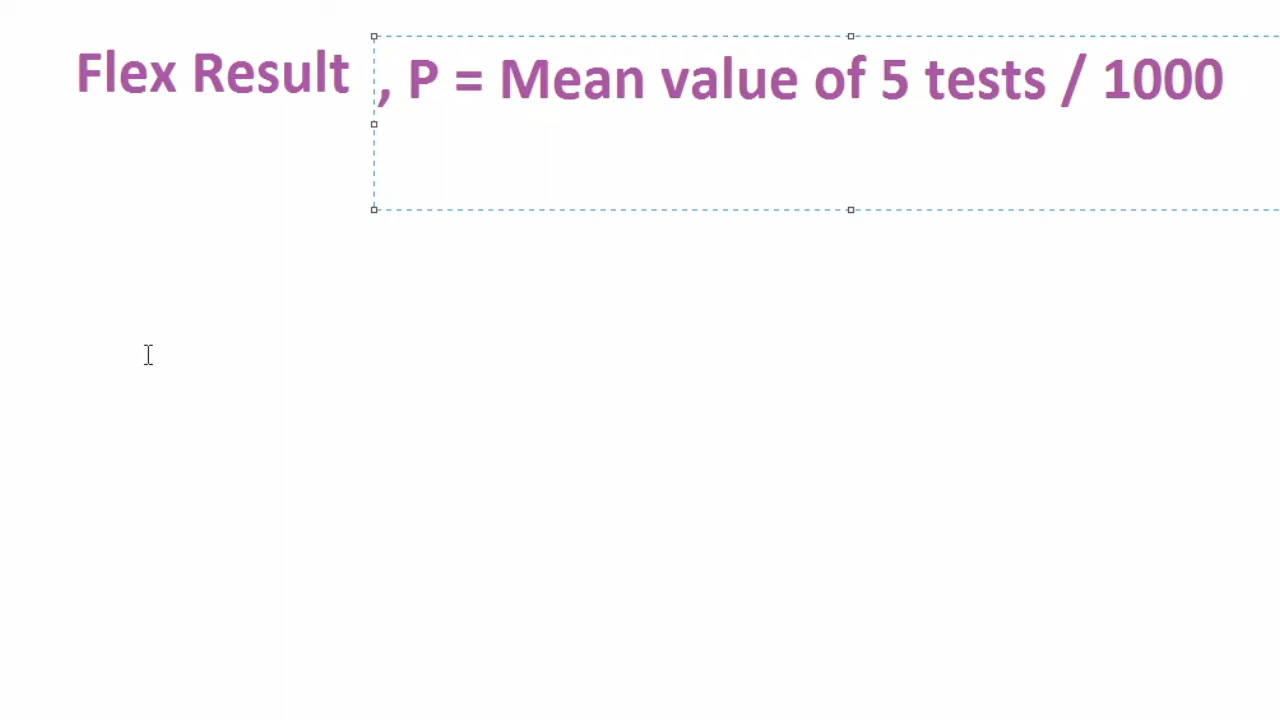 Flex Result , P = Mean value of 5 tests / 1000